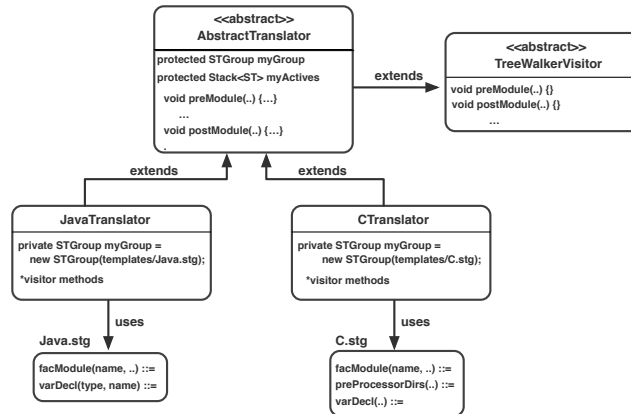 <<abstract>>
AbstractTranslator
protected STGroup myGroup
protected Stack<ST> myActives
void preModule(..) {…}
…
void postModule(..) {…}
.
extends
<<abstract>>
TreeWalkerVisitor
void preModule(..) {}
void postModule(..) {}
…
extends
extends
JavaTranslator
private STGroup myGroup =
new STGroup(templates/Java.stg);
*visitor methods
CTranslator
private STGroup myGroup =
new STGroup(templates/C.stg);
*visitor methods
uses
Java.stg
facModule(name, ..) ::=
varDecl(type, name) ::=
uses
C.stg
facModule(name, ..) ::=
preProcessorDirs(..) ::=
varDecl(..) ::=